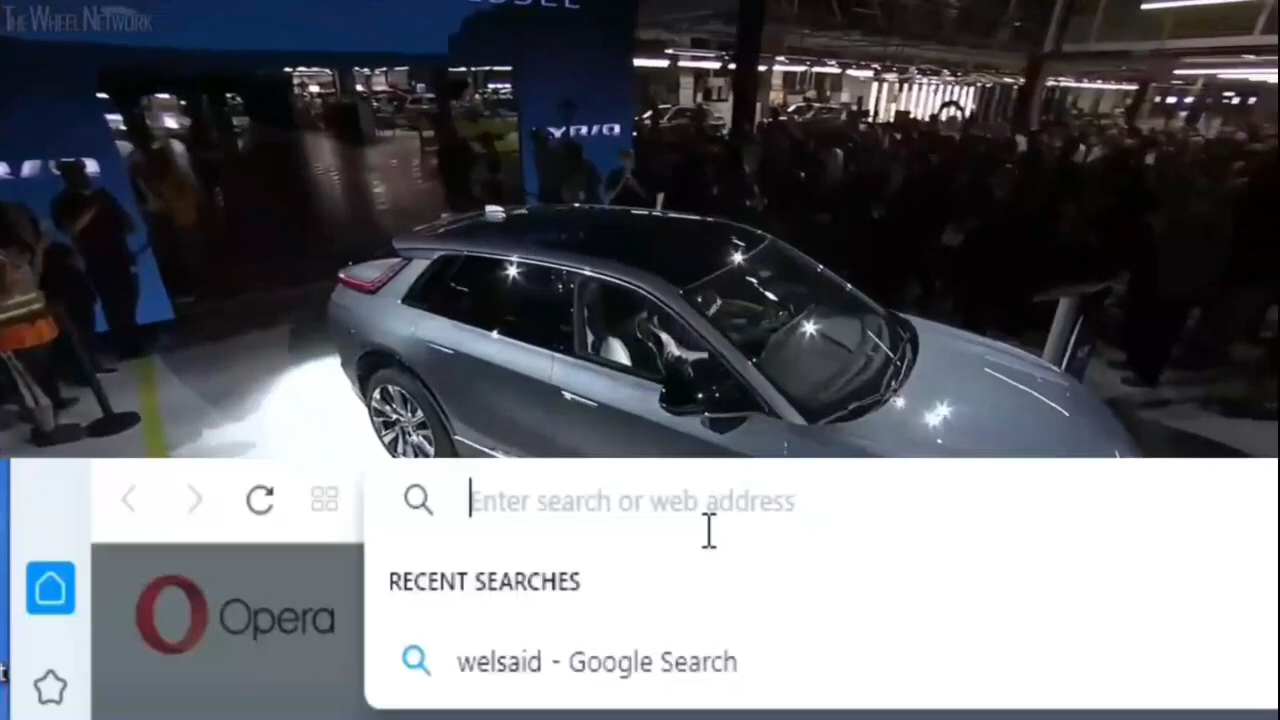 THE WHEEL NETWORK
Enter search or web address
RECENT SEARCHES
Opera
welsaid - Google Search